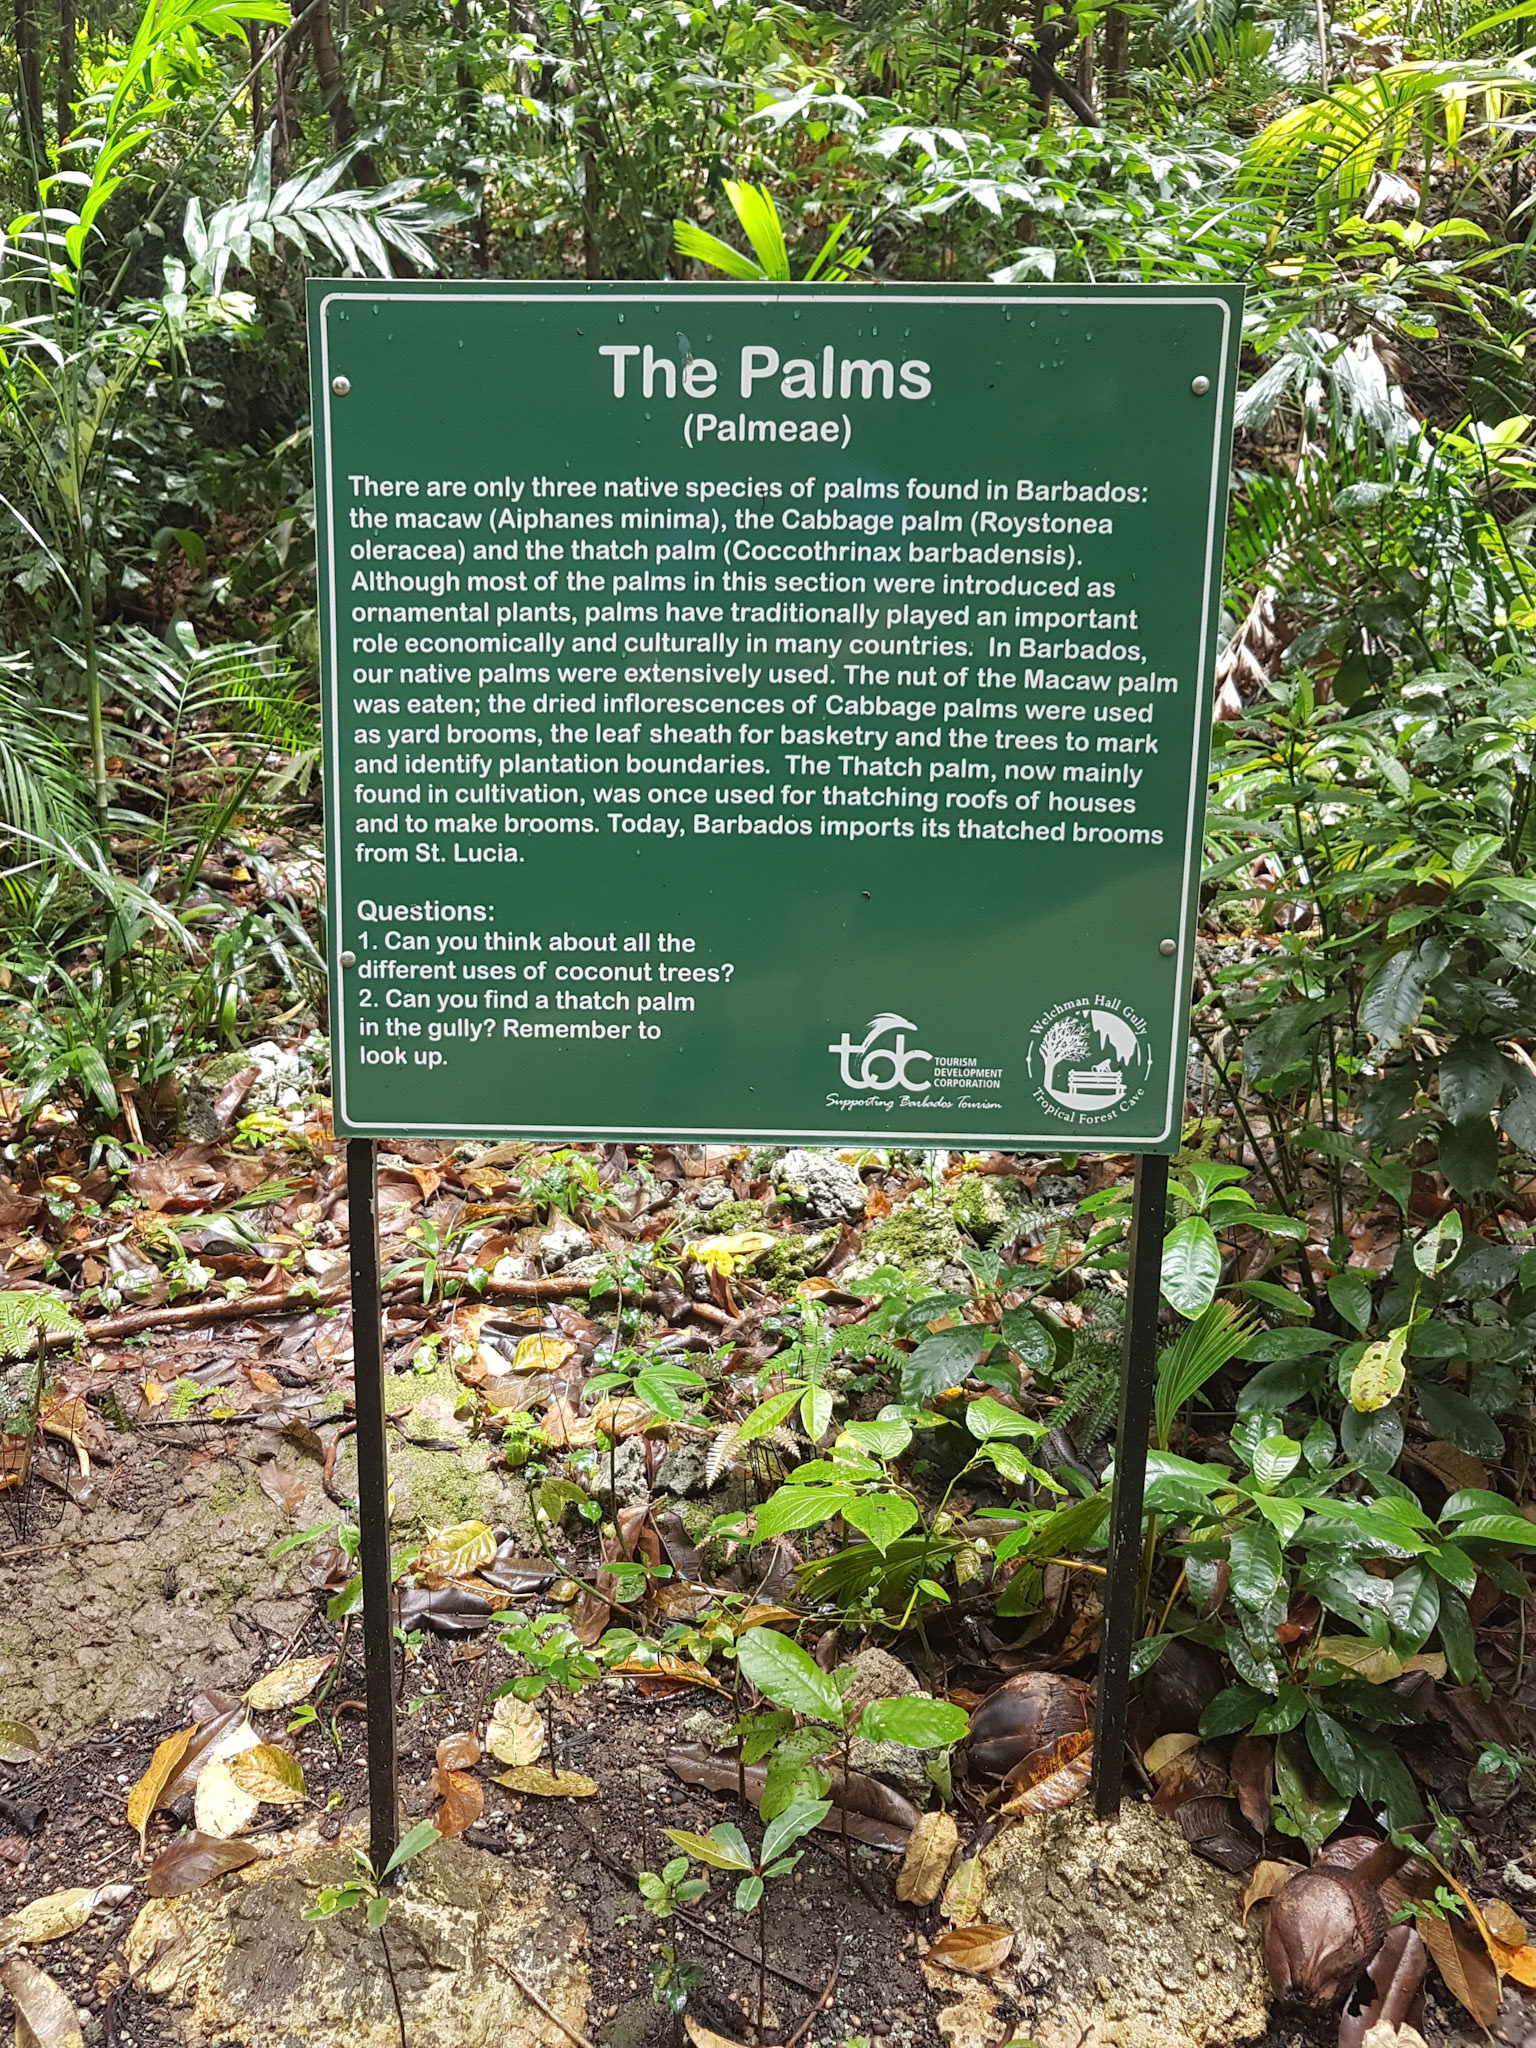 The Palms
(Palmeae)
There are only three native species of palms found in Barbados:
the macaw (Aiphanes minima), the Cabbage palm (Roystonea
oleracea) and the thatch palm (Coccothrinax barbadensis).
Although most of the palms in this section were introduced as
ornamental plants, palms have traditionally played an important
role economically and culturally in many countries. In Barbados,
our native palms were extensively used. The nut of the Macaw palm
was eaten; the dried inflorescences of Cabbage palms were used
as yard brooms, the leaf sheath for basketry and the trees to mark
and identify plantation boundaries. The Thatch palm, now mainly
found in cultivation, was once used for thatching roofs of houses
and to make brooms. Today, Barbados imports its thatched brooms
from St. Lucia.
Questions:
1. Can you think about all the
different uses of coconut trees?
2. Can you find a thatch palm
in the gully? Remember to
look up.
tdc
TOURISM
DEVELOPMENT
CORPORATION
Supporting Barbados Tourism
Welchman Hall Gully
Tropical Forest Cave